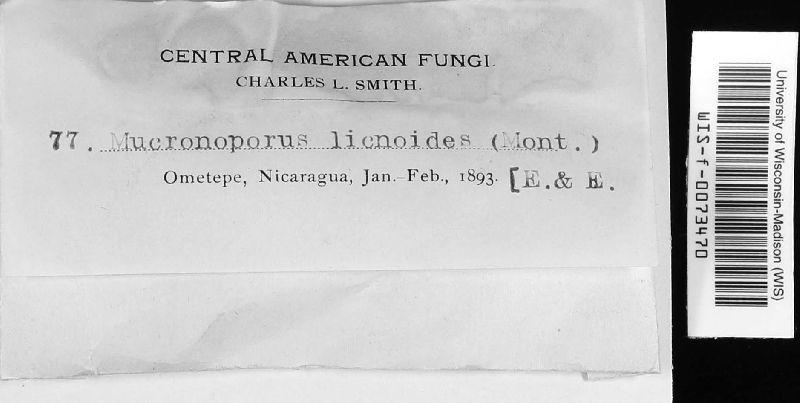 CENTRAL AMERICAN FUNGI.
CHARLES L. SMITH.
77. Mucronoporus licnoides (Mont.)
Ometepe, Nicaragua, Jan.-Feb., 1893. [E.& E.
University of Wisconsin-Madison (WIS)
WIS-f-0073470